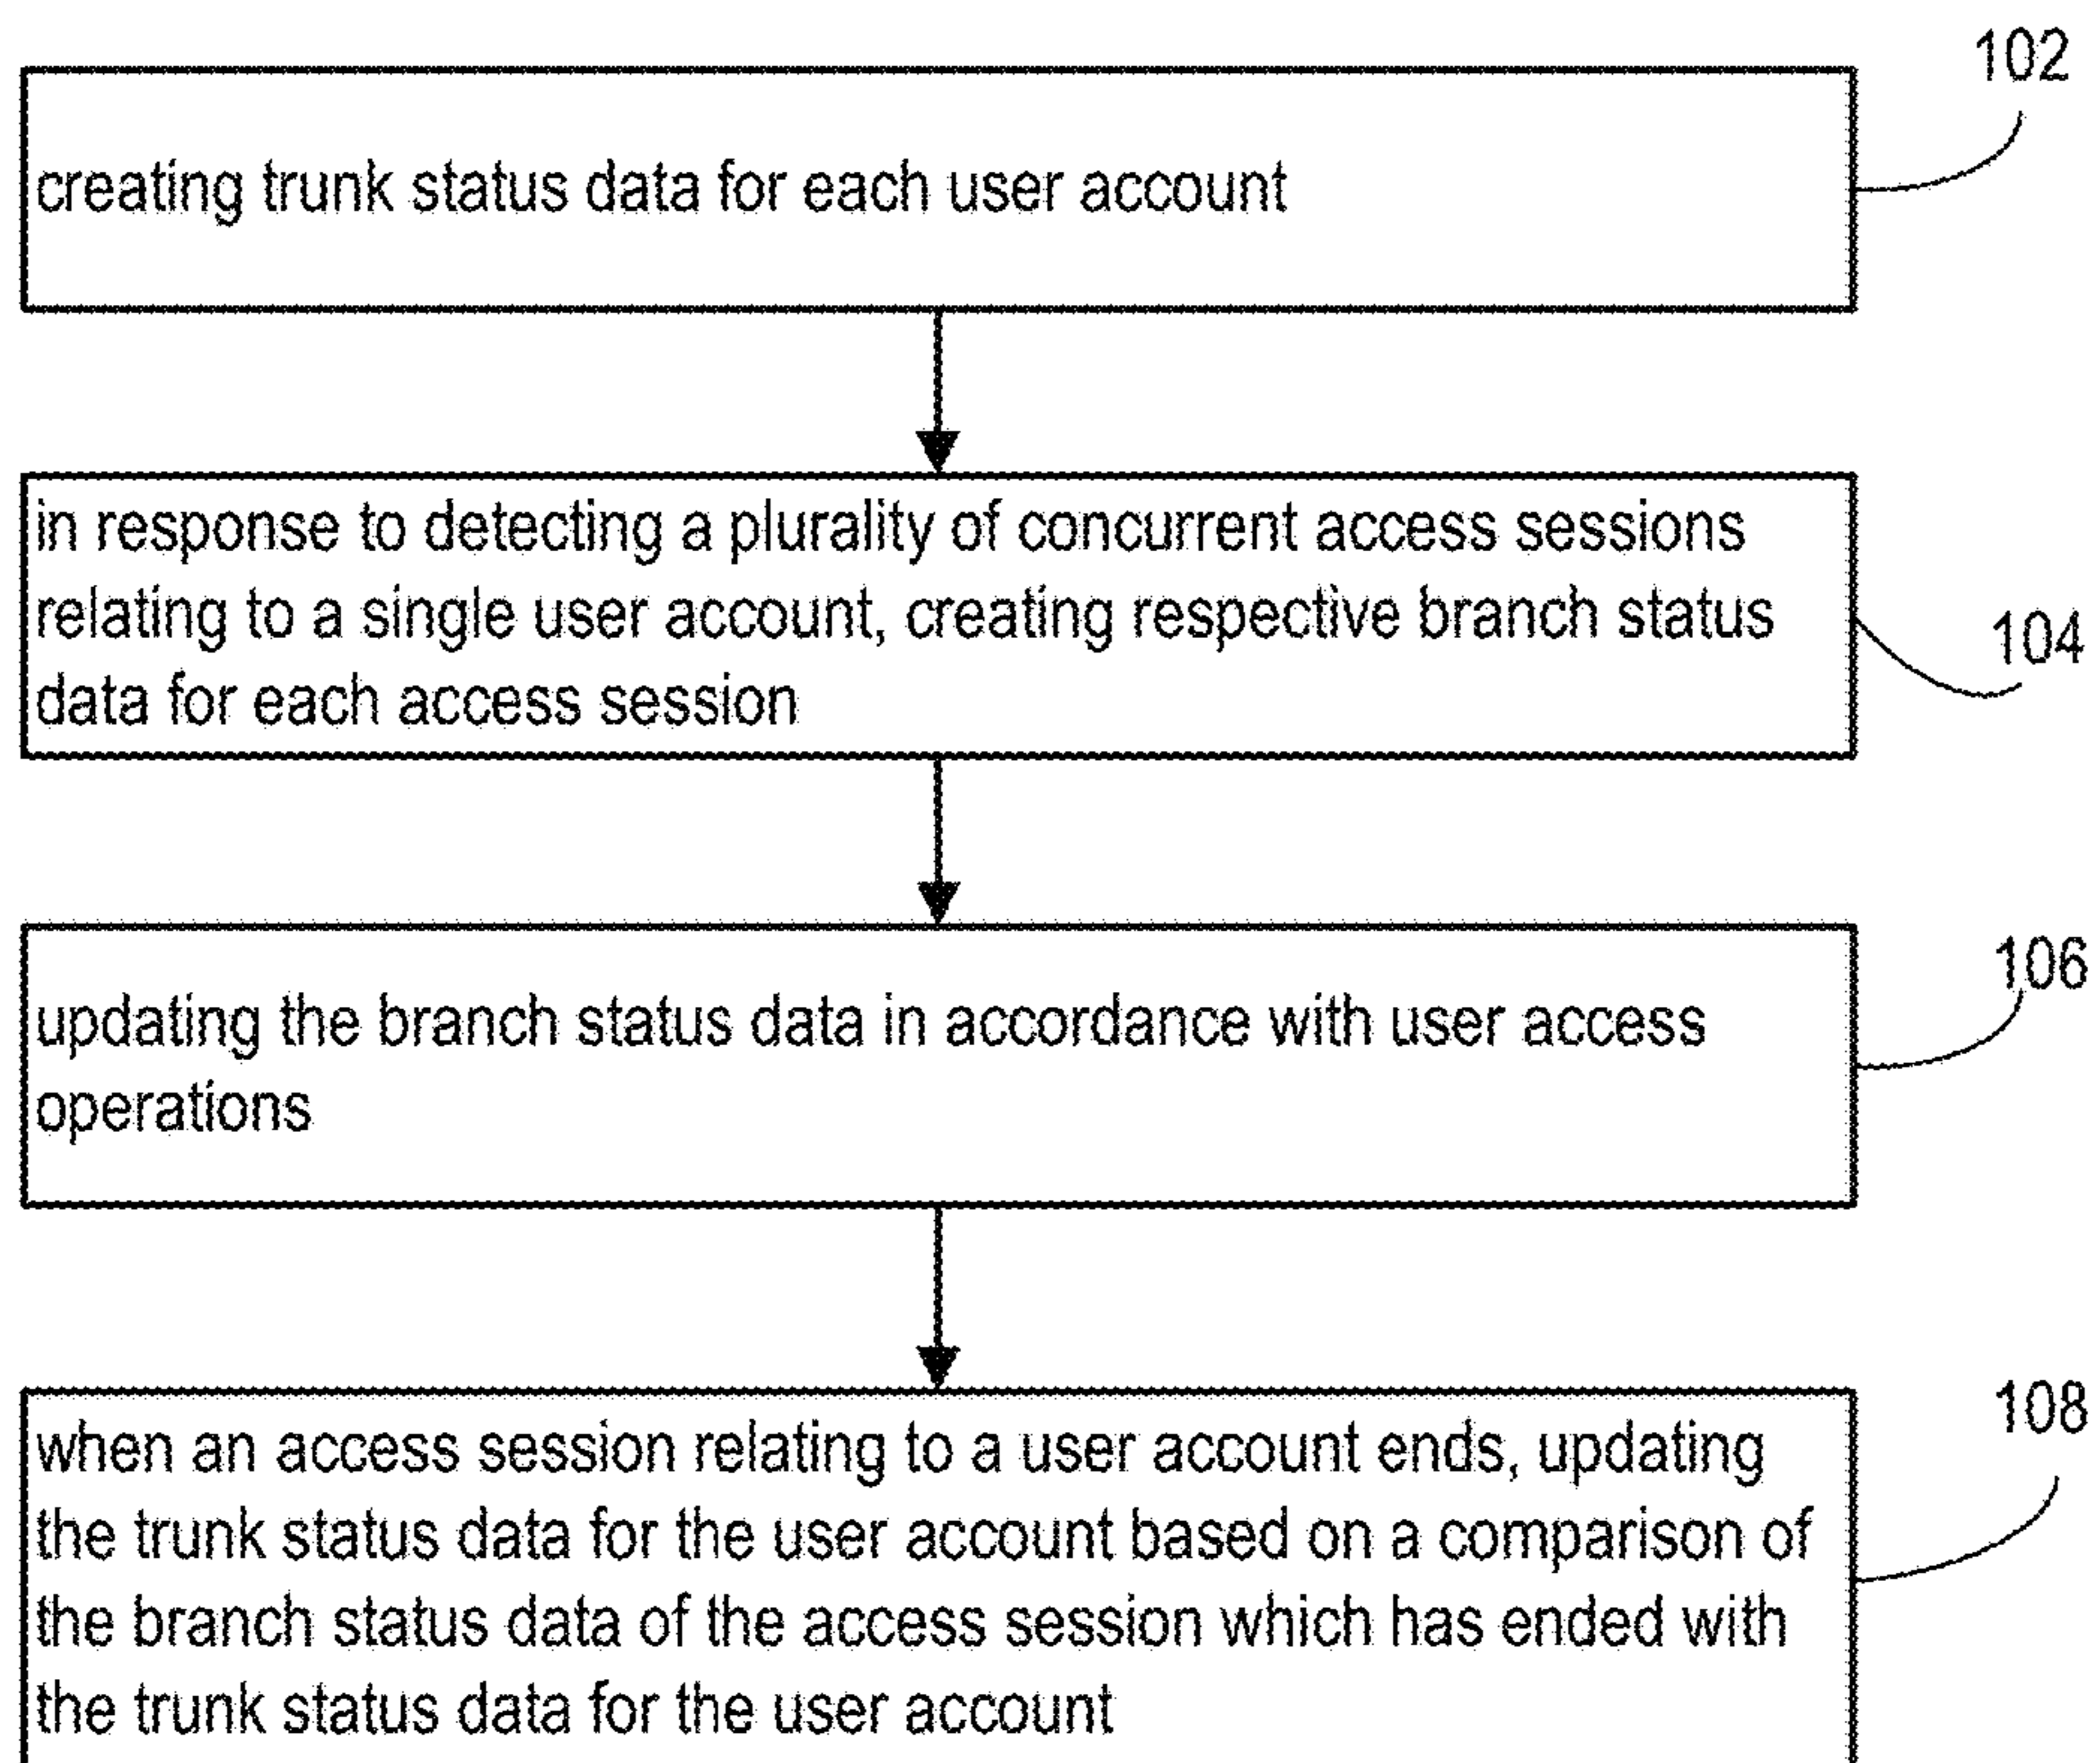 102
creating trunk status data for each user account
in response to detecting a plurality of concurrent access sessions
relating to a single user account, creating respective branch status
data for each access session
104
106
updating the branch status data in accordance with user access
operations
108
when an access session relating to a user account ends, updating
the trunk status data for the user account based on a comparison of
the branch status data of the access session which has ended with
the trunk status data for the user account